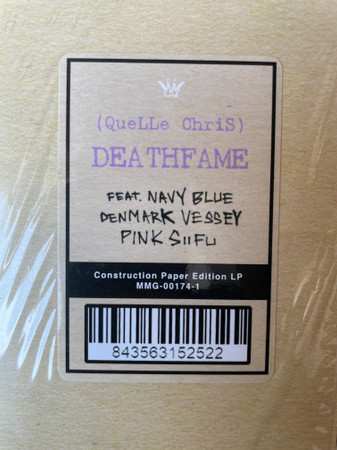 (QueLLe ChriS)
DEATHFAME
FEAT. NAVY BLUE
DENMARK VESSEY
PINK SIIFU
Construction Paper Edition LP
MMG-00174-1
843563152522